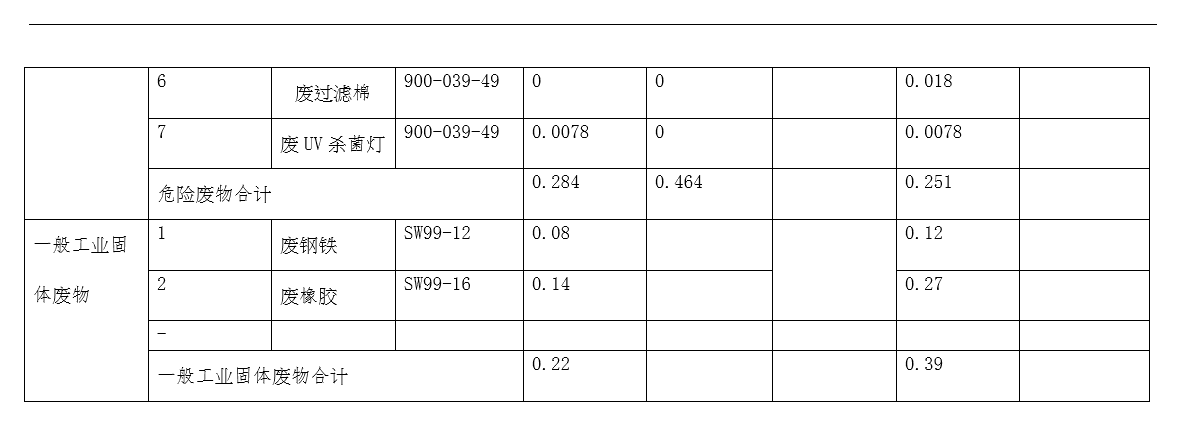 6 废过滤棉 900-039-49 0 0 0.018
7 废UV杀菌灯 900-039-49 0.0078 0 0.0078
危险废物合计 0.284 0.464 0.251
一般工业固体废物 1 废钢铁 SW99-12 0.08 0.12
2 废橡胶 SW99-16 0.14 0.27
-
一般工业固体废物合计 0.22 0.39